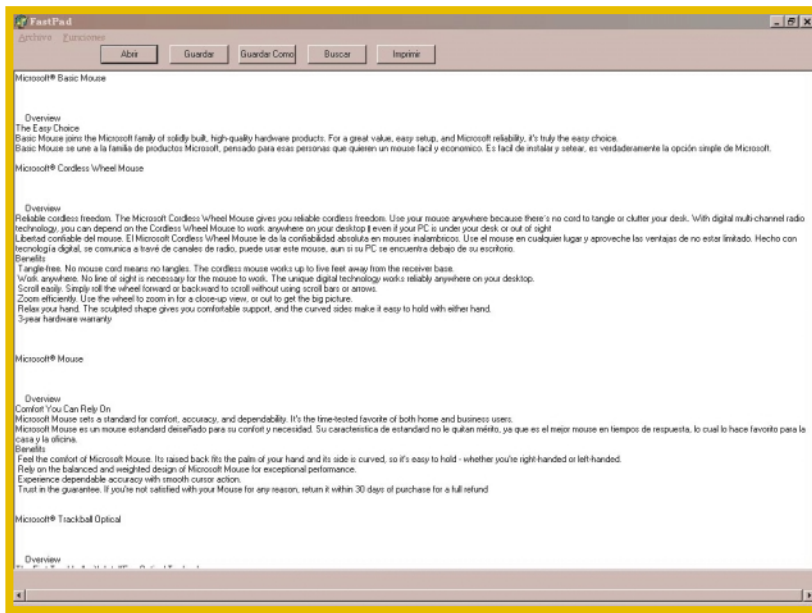 FastPad
Archivo Funciones
Abrir Guardar Guardar Como Buscar Imprimir
Microsoft® Basic Mouse
Overview
The Easy Choice
Basic Mouse joins the Microsoft family of solidly built, high-quality hardware products. For a great value, easy setup, and Microsoft reliability, it's truly the easy choice.
Basic Mouse se une a la familia de productos Microsoft, pensado para esas personas que quieren un mouse facil y economico. Es facil de instalar y setear, es verdaderamente la opción simple de Microsoft.
Microsoft® Cordless Wheel Mouse
Overview
Reliable cordless freedom. The Microsoft Cordless Wheel Mouse gives you reliable cordless freedom. Use your mouse anywhere because there's no cord to tangle or clutter your desk. With digital multi-channel radio
technology, you can depend on the Cordless Wheel Mouse to work anywhere on your desktop || even if your PC is under your desk or out of sight
Libertad confiable del mouse. El Microsoft Cordless Wheel Mouse le da la confiabilidad absoluta en mouses inalambricos. Use el mouse en cualquier lugar y aproveche las ventajas de no estar limitado. Hecho con
tecnología digital, se comunica a travé de canales de radio, puede usar este mouse, aun si su PC se encuentra debajo de su escritorio.
Benefits
Tangle-free. No mouse cord means no tangles. The cordless mouse works up to five feet away from the receiver base.
Work anywhere. No line of sight is necessary for the mouse to work. The unique digital technology works reliably anywhere on your desktop.
Scroll easily. Simply roll the wheel forward or backward to scroll without using scroll bars or arrows.
Zoom efficiently. Use the wheel to zoom in for a close-up view, or out to get the big picture.
Relax your hand. The sculpted shape gives you comfortable support, and the curved sides make it easy to hold with either hand.
3-year hardware warranty
Microsoft® Mouse
Overview
Comfort You Can Rely On
Microsoft Mouse sets a standard for comfort, accuracy, and dependability. It's the time-tested favorite of both home and business users.
Microsoft Mouse es un mouse estandard deiseñado para su confort y necesidad. Su caracteristica de estandard no le quitan mérito, ya que es el mejor mouse en tiempos de respuesta, lo cual lo hace favorito para la
casa y la oficina.
Benefits
Feel the comfort of Microsoft Mouse. Its raised back fits the palm of your hand and its side is curved, so it's easy to hold - whether you're right-handed or left-handed.
Rely on the balanced and weighted design of Microsoft Mouse for exceptional performance.
Experience dependable accuracy with smooth cursor action.
Trust in the guarantee. If you're not satisfied with your Mouse for any reason, return it within 30 days of purchase for a full refund
Microsoft® Trackball Optical
Overview